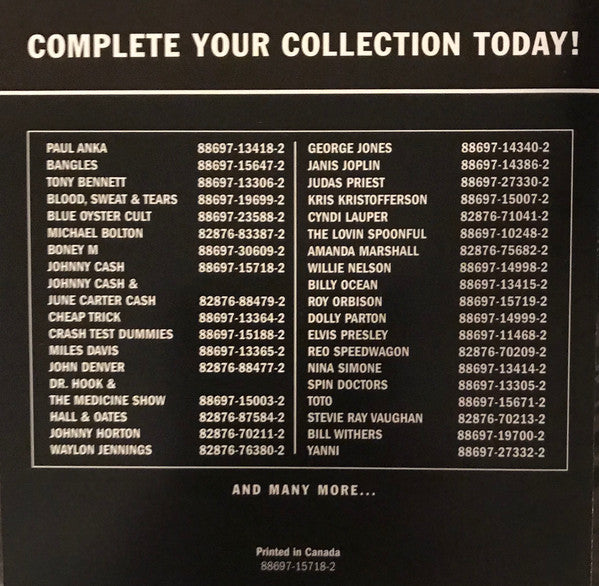 COMPLETE YOUR COLLECTION TODAY!
PAUL ANKA 88697-13418-2
BANGLES 88697-15647-2
TONY BENNETT 88697-13306-2
BLOOD, SWEAT & TEARS 88697-19699-2
BLUE OYSTER CULT 88697-23588-2
MICHAEL BOLTON 82876-83387-2
BONEY M 88697-30609-2
JOHNNY CASH 88697-15718-2
JOHNNY CASH &
JUNE CARTER CASH 82876-88479-2
CHEAP TRICK 88697-13364-2
CRASH TEST DUMMIES 88697-15188-2
MILES DAVIS 88697-13365-2
JOHN DENVER 82876-88477-2
DR. HOOK &
THE MEDICINE SHOW 88697-15003-2
HALL & OATES 82876-87584-2
JOHNNY HORTON 82876-70211-2
WAYLON JENNINGS 82876-76380-2
GEORGE JONES 88697-14340-2
JANIS JOPLIN 88697-14386-2
JUDAS PRIEST 88697-27330-2
KRIS KRISTOFFERSON 88697-15007-2
CYNDI LAUPER 82876-71041-2
THE LOVIN SPOONFUL 88697-10248-2
AMANDA MARSHALL 82876-75682-2
WILLIE NELSON 88697-14998-2
BILLY OCEAN 88697-13415-2
ROY ORBISON 88697-15719-2
DOLLY PARTON 88697-14999-2
ELVIS PRESLEY 88697-11468-2
REO SPEEDWAGON 82876-70209-2
NINA SIMONE 88697-13414-2
SPIN DOCTORS 88697-13305-2
TOTO 88697-15671-2
STEVIE RAY VAUGHAN 82876-70213-2
BILL WITHERS 88697-19700-2
YANNI 88697-27332-2
AND MANY MORE...
Printed in Canada
88697-15718-2